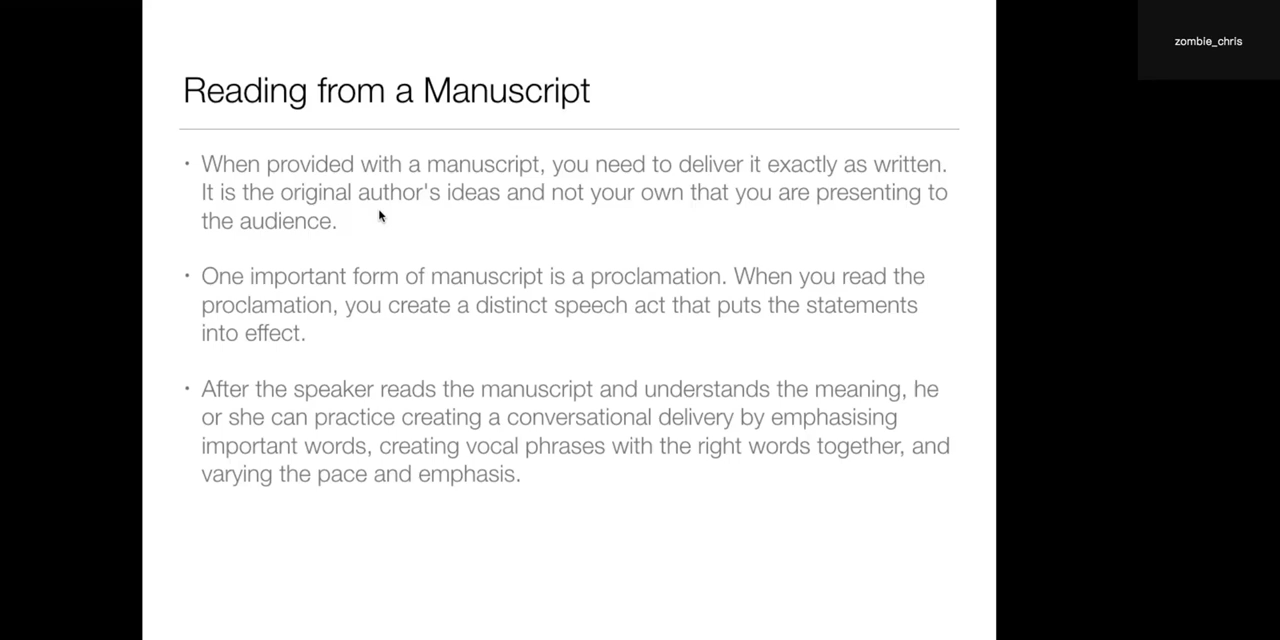 zombie_chris
Reading from a Manuscript
• When provided with a manuscript, you need to deliver it exactly as written.
It is the original author's ideas and not your own that you are presenting to
the audience.
• One important form of manuscript is a proclamation. When you read the
proclamation, you create a distinct speech act that puts the statements
into effect.
• After the speaker reads the manuscript and understands the meaning, he
or she can practice creating a conversational delivery by emphasising
important words, creating vocal phrases with the right words together, and
varying the pace and emphasis.